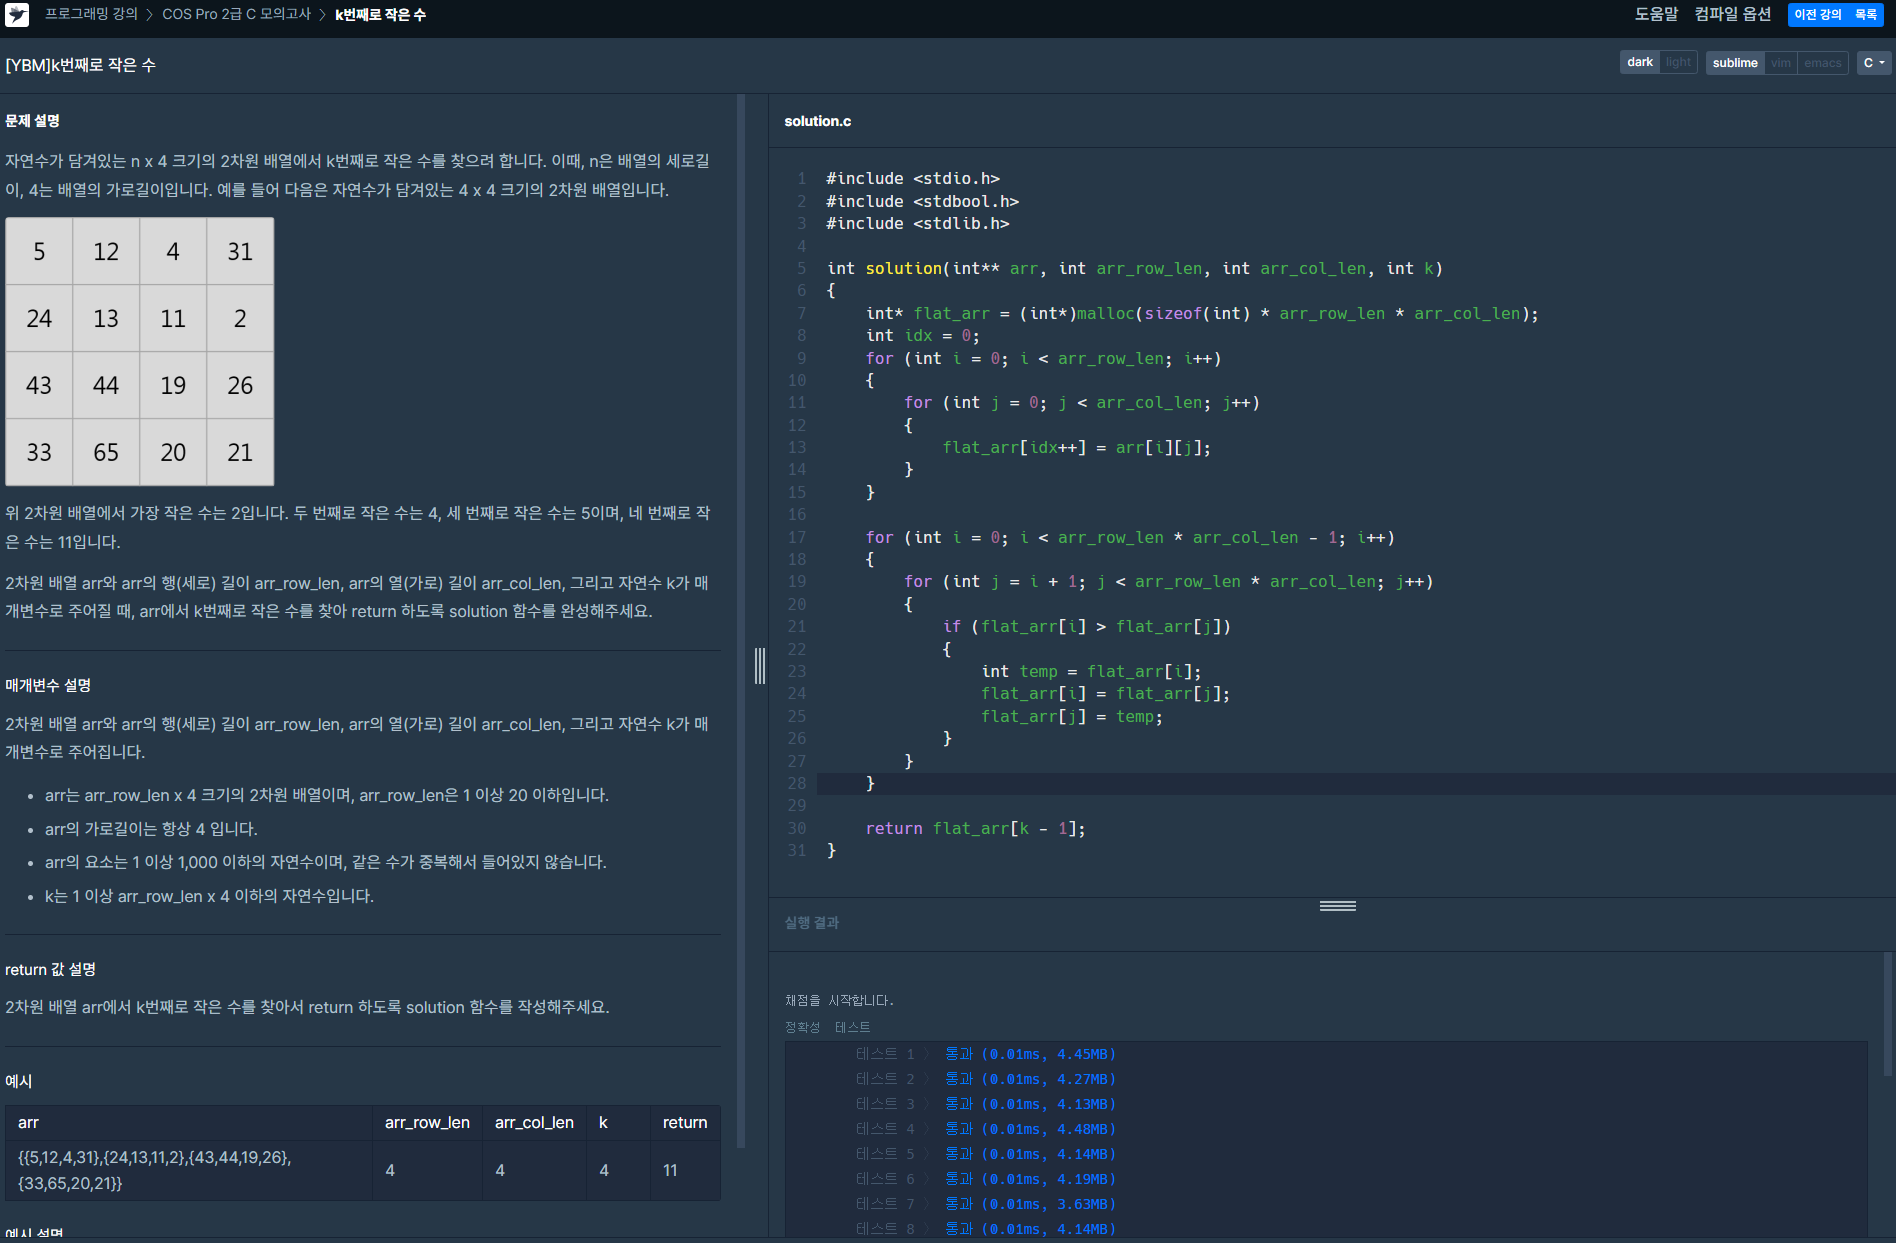 프로그래밍 강의 > COS Pro 2급 C 모의고사 > k번째로 작은 수
도움말 컴파일 옵션 이전 강의 목록
[YBM]k번째로 작은 수
dark light sublime vim emacs C
문제 설명
자연수가 담겨있는 n x 4 크기의 2차원 배열에서 k번째로 작은 수를 찾으려 합니다. 이때, n은 배열의 세로길
이, 4는 배열의 가로길이입니다. 예를 들어 다음은 자연수가 담겨있는 4 x 4 크기의 2차원 배열입니다.
5 12 4 31
24 13 11 2
43 44 19 26
33 65 20 21
위 2차원 배열에서 가장 작은 수는 2입니다. 두 번째로 작은 수는 4, 세 번째로 작은 수는 5이며, 네 번째로 작
은 수는 11입니다.
2차원 배열 arr와 arr의 행(세로) 길이 arr_row_len, arr의 열(가로) 길이 arr_col_len, 그리고 자연수 k가 매
개변수로 주어질 때, arr에서 k번째로 작은 수를 찾아 return 하도록 solution 함수를 완성해주세요.
매개변수 설명
2차원 배열 arr와 arr의 행(세로) 길이 arr_row_len, arr의 열(가로) 길이 arr_col_len, 그리고 자연수 k가 매
개변수로 주어집니다.
• arr는 arr_row_len x 4 크기의 2차원 배열이며, arr_row_len은 1 이상 20 이하입니다.
• arr의 가로길이는 항상 4 입니다.
• arr의 요소는 1 이상 1,000 이하의 자연수이며, 같은 수가 중복해서 들어있지 않습니다.
• k는 1 이상 arr_row_len x 4 이하의 자연수입니다.
return 값 설명
2차원 배열 arr에서 k번째로 작은 수를 찾아서 return 하도록 solution 함수를 작성해주세요.
예시
arr arr_row_len arr_col_len k return
{{5,12,4,31},{24,13,11,2},{43,44,19,26},
{33,65,20,21}} 4 4 4 11
예시 설명
solution.c
1 #include <stdio.h>
2 #include <stdbool.h>
3 #include <stdlib.h>
4
5 int solution(int** arr, int arr_row_len, int arr_col_len, int k)
6 {
7 int* flat_arr = (int*)malloc(sizeof(int) * arr_row_len * arr_col_len);
8 int idx = 0;
9 for (int i = 0; i < arr_row_len; i++)
10 {
11 for (int j = 0; j < arr_col_len; j++)
12 {
13 flat_arr[idx++] = arr[i][j];
14 }
15 }
16
17 for (int i = 0; i < arr_row_len * arr_col_len - 1; i++)
18 {
19 for (int j = i + 1; j < arr_row_len * arr_col_len; j++)
20 {
21 if (flat_arr[i] > flat_arr[j])
22 {
23 int temp = flat_arr[i];
24 flat_arr[i] = flat_arr[j];
25 flat_arr[j] = temp;
26 }
27 }
28 }
29
30 return flat_arr[k - 1];
31 }
실행 결과
채점을 시작합니다.
정확성 테스트
테스트 1 > 통과 (0.01ms, 4.45MB)
테스트 2 > 통과 (0.01ms, 4.27MB)
테스트 3 > 통과 (0.01ms, 4.13MB)
테스트 4 > 통과 (0.01ms, 4.48MB)
테스트 5 > 통과 (0.01ms, 4.14MB)
테스트 6 > 통과 (0.01ms, 4.19MB)
테스트 7 > 통과 (0.01ms, 3.63MB)
테스트 8 > 통과 (0.01ms, 4.14MB)